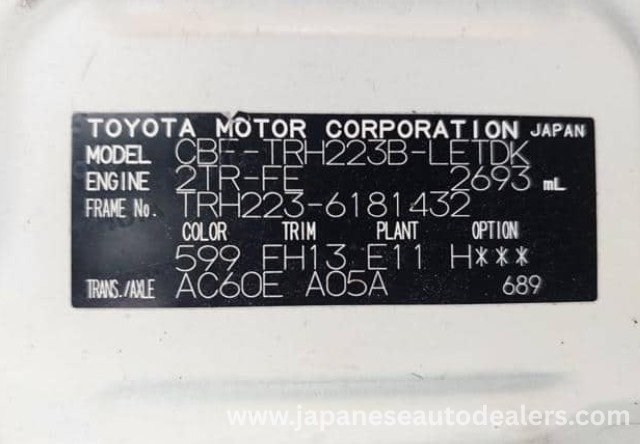 TOYOTA MOTOR CORPORATION JAPAN
MODEL CBF-TRH223B-LETDK
ENGINE 2TR-FE 2693 mL
FRAME No. TRH223-6181432
COLOR TRIM PLANT OPTION
599 FH13 E11 H***
TRANS./AXLE AC60E A05A 689
www.japaneseautodealers.com